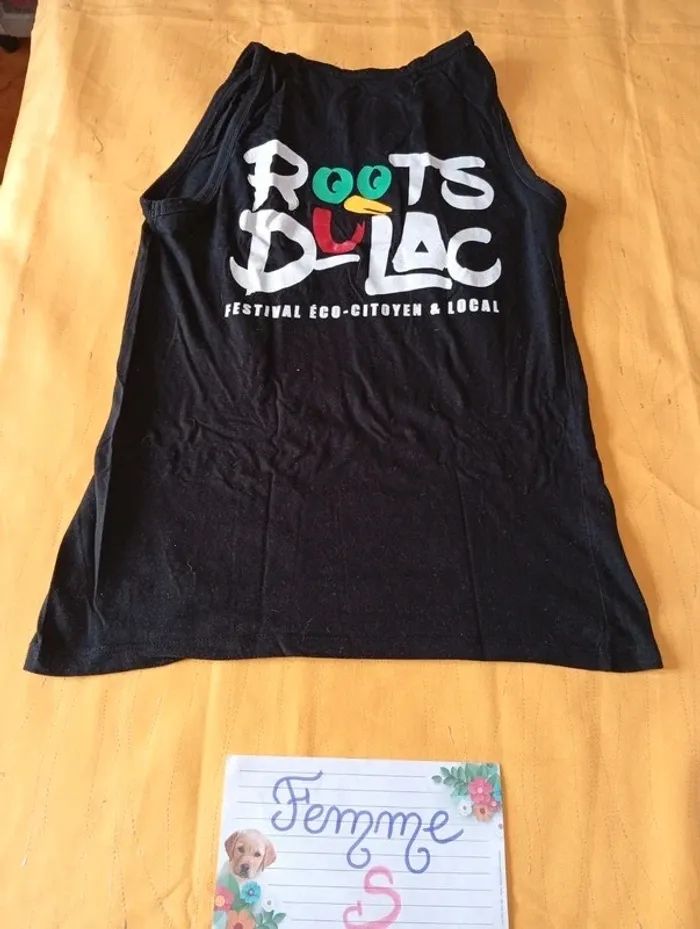 ROOTS
DU LAC
FESTIVAL ÉCO-CITOYEN & LOCAL
Femme
S